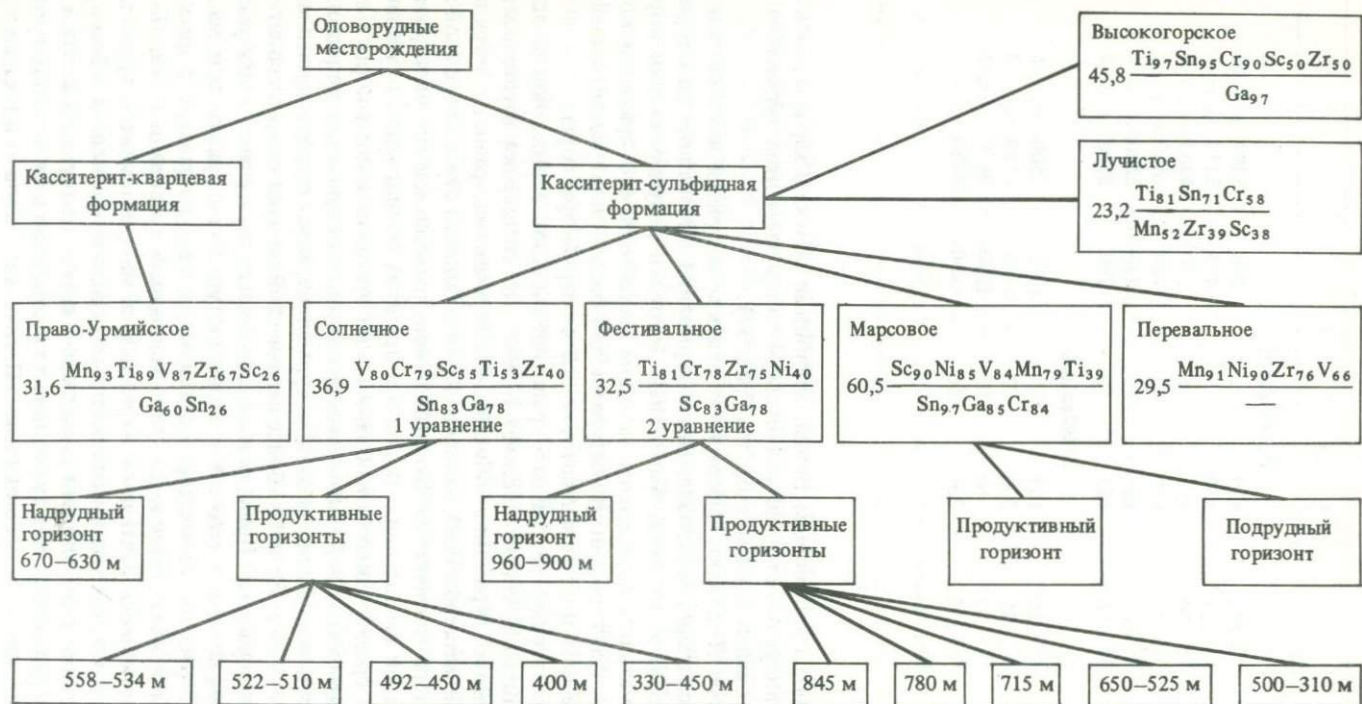 Оловорудные
месторождения
Высокогорское
45,8 Ti97Sn95Cr90Sc50Zr50
Ga97
Касситерит-кварцевая
формация
Касситерит-сульфидная
формация
Лучистое
23,2 Ti81Sn71Cr58
Mn52Zr39Sc38
Право-Урмийское
31,6 Mn93Ti89V87Zr67Sc26
Ga60Sn26
Солнечное
36,9 V80Cr79Sc55Ti53Zr40
Sn83Ga78
1 уравнение
Фестивальное
32,5 Ti81Cr78Zr75Ni40
Sc83Ga78
2 уравнение
Марсовое
60,5 Sc90Ni85V84Mn79Ti39
Sn97Ga85Cr84
Перевальное
29,5 Mn91Ni90Zr76V66
—
Надрудный
горизонт
670–630 м
Продуктивные
горизонты
Надрудный
горизонт
960–900 м
Продуктивные
горизонты
Продуктивный
горизонт
Подрудный
горизонт
558–534 м
522–510 м
492–450 м
400 м
330–450 м
845 м
780 м
715 м
650–525 м
500–310 м